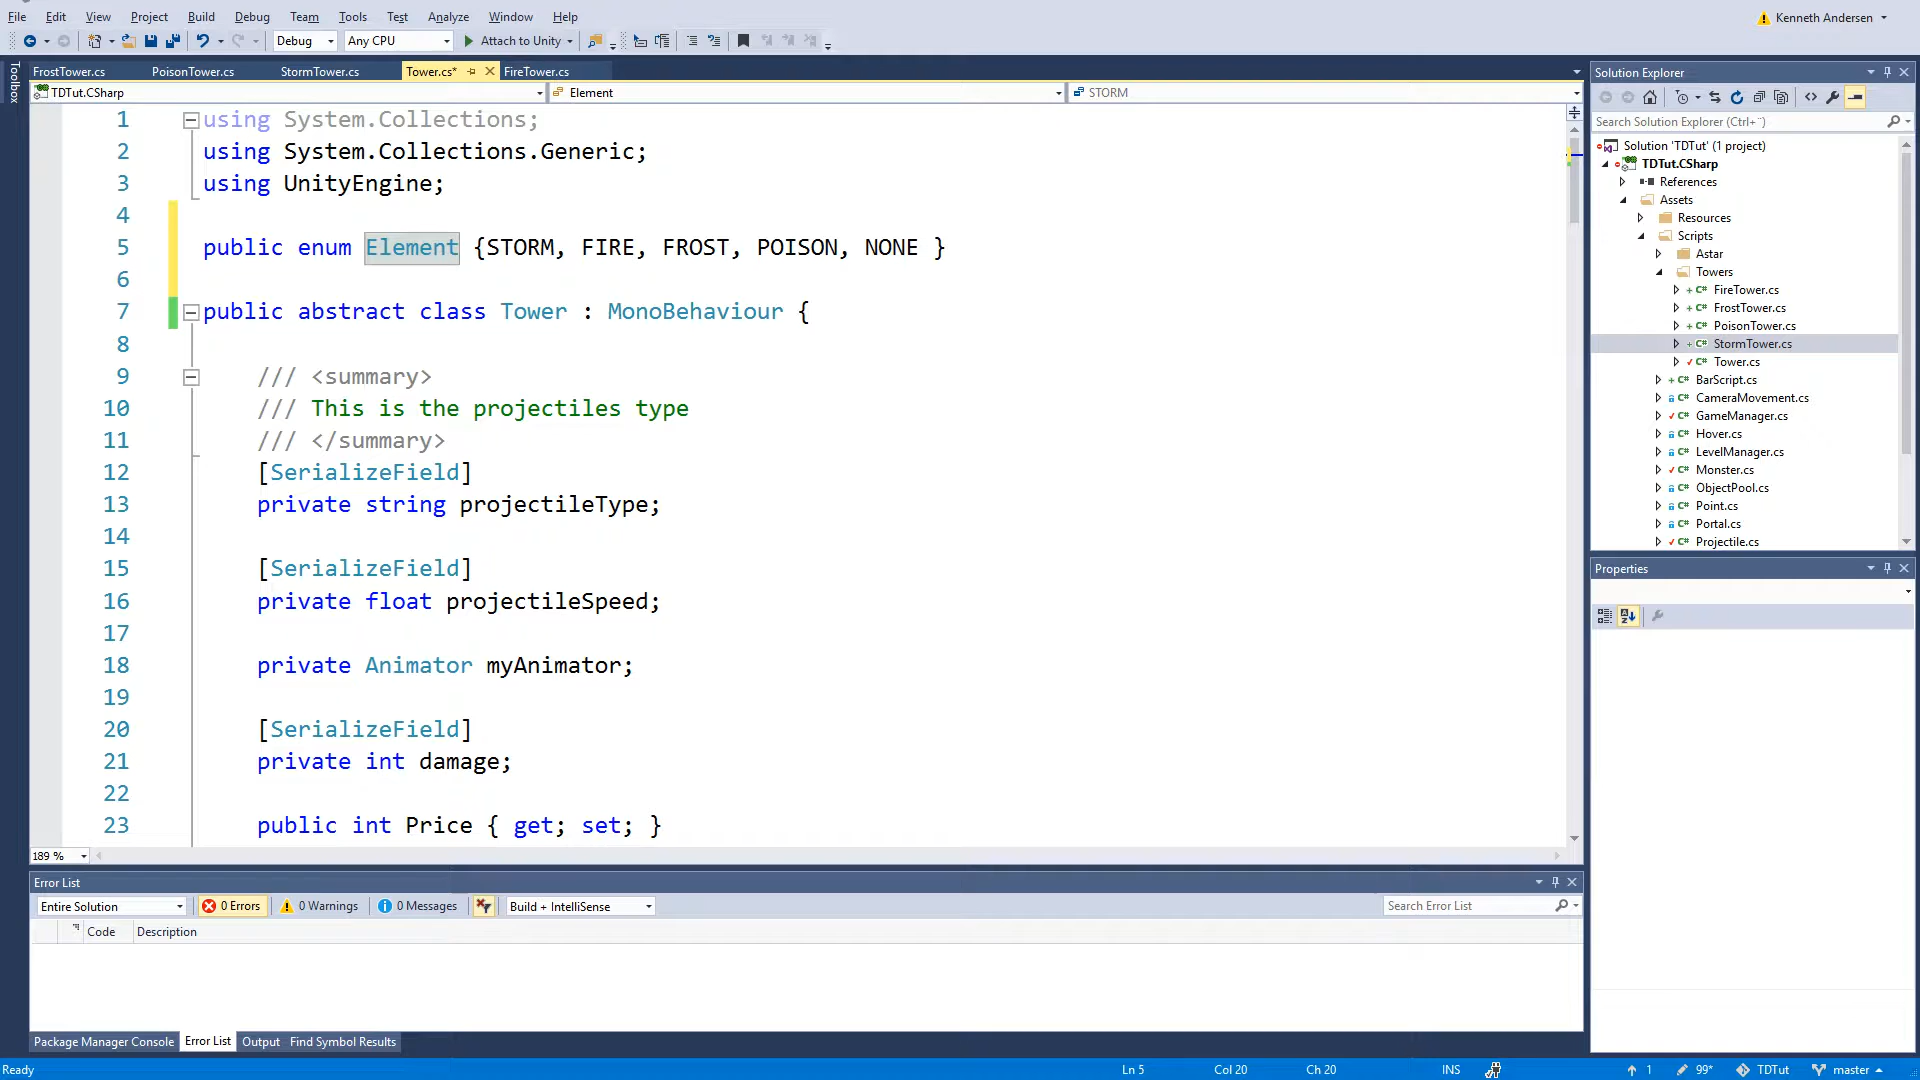 File Edit View Project Build Debug Team Tools Test Analyze Window Help Kenneth Andersen
Debug Any CPU Attach to Unity
Toolbox
FrostTower.cs PoisonTower.cs StormTower.cs Tower.cs* FireTower.cs
TDTut.CSharp Element STORM
1 using System.Collections;
2 using System.Collections.Generic;
3 using UnityEngine;
4
5 public enum Element {STORM, FIRE, FROST, POISON, NONE }
6
7 public abstract class Tower : MonoBehaviour {
8
9 /// <summary>
10 /// This is the projectiles type
11 /// </summary>
12 [SerializeField]
13 private string projectileType;
14
15 [SerializeField]
16 private float projectileSpeed;
17
18 private Animator myAnimator;
19
20 [SerializeField]
21 private int damage;
22
23 public int Price { get; set; }
189 %
Solution Explorer
Search Solution Explorer (Ctrl+¨)
Solution 'TDTut' (1 project)
TDTut.CSharp
References
Assets
Resources
Scripts
Astar
Towers
FireTower.cs
FrostTower.cs
PoisonTower.cs
StormTower.cs
Tower.cs
BarScript.cs
CameraMovement.cs
GameManager.cs
Hover.cs
LevelManager.cs
Monster.cs
ObjectPool.cs
Point.cs
Portal.cs
Projectile.cs
Properties
Error List
Entire Solution 0 Errors 0 Warnings 0 Messages Build + IntelliSense Search Error List
Code Description
Package Manager Console Error List Output Find Symbol Results
Ready Ln 5 Col 20 Ch 20 INS 1 99* TDTut master